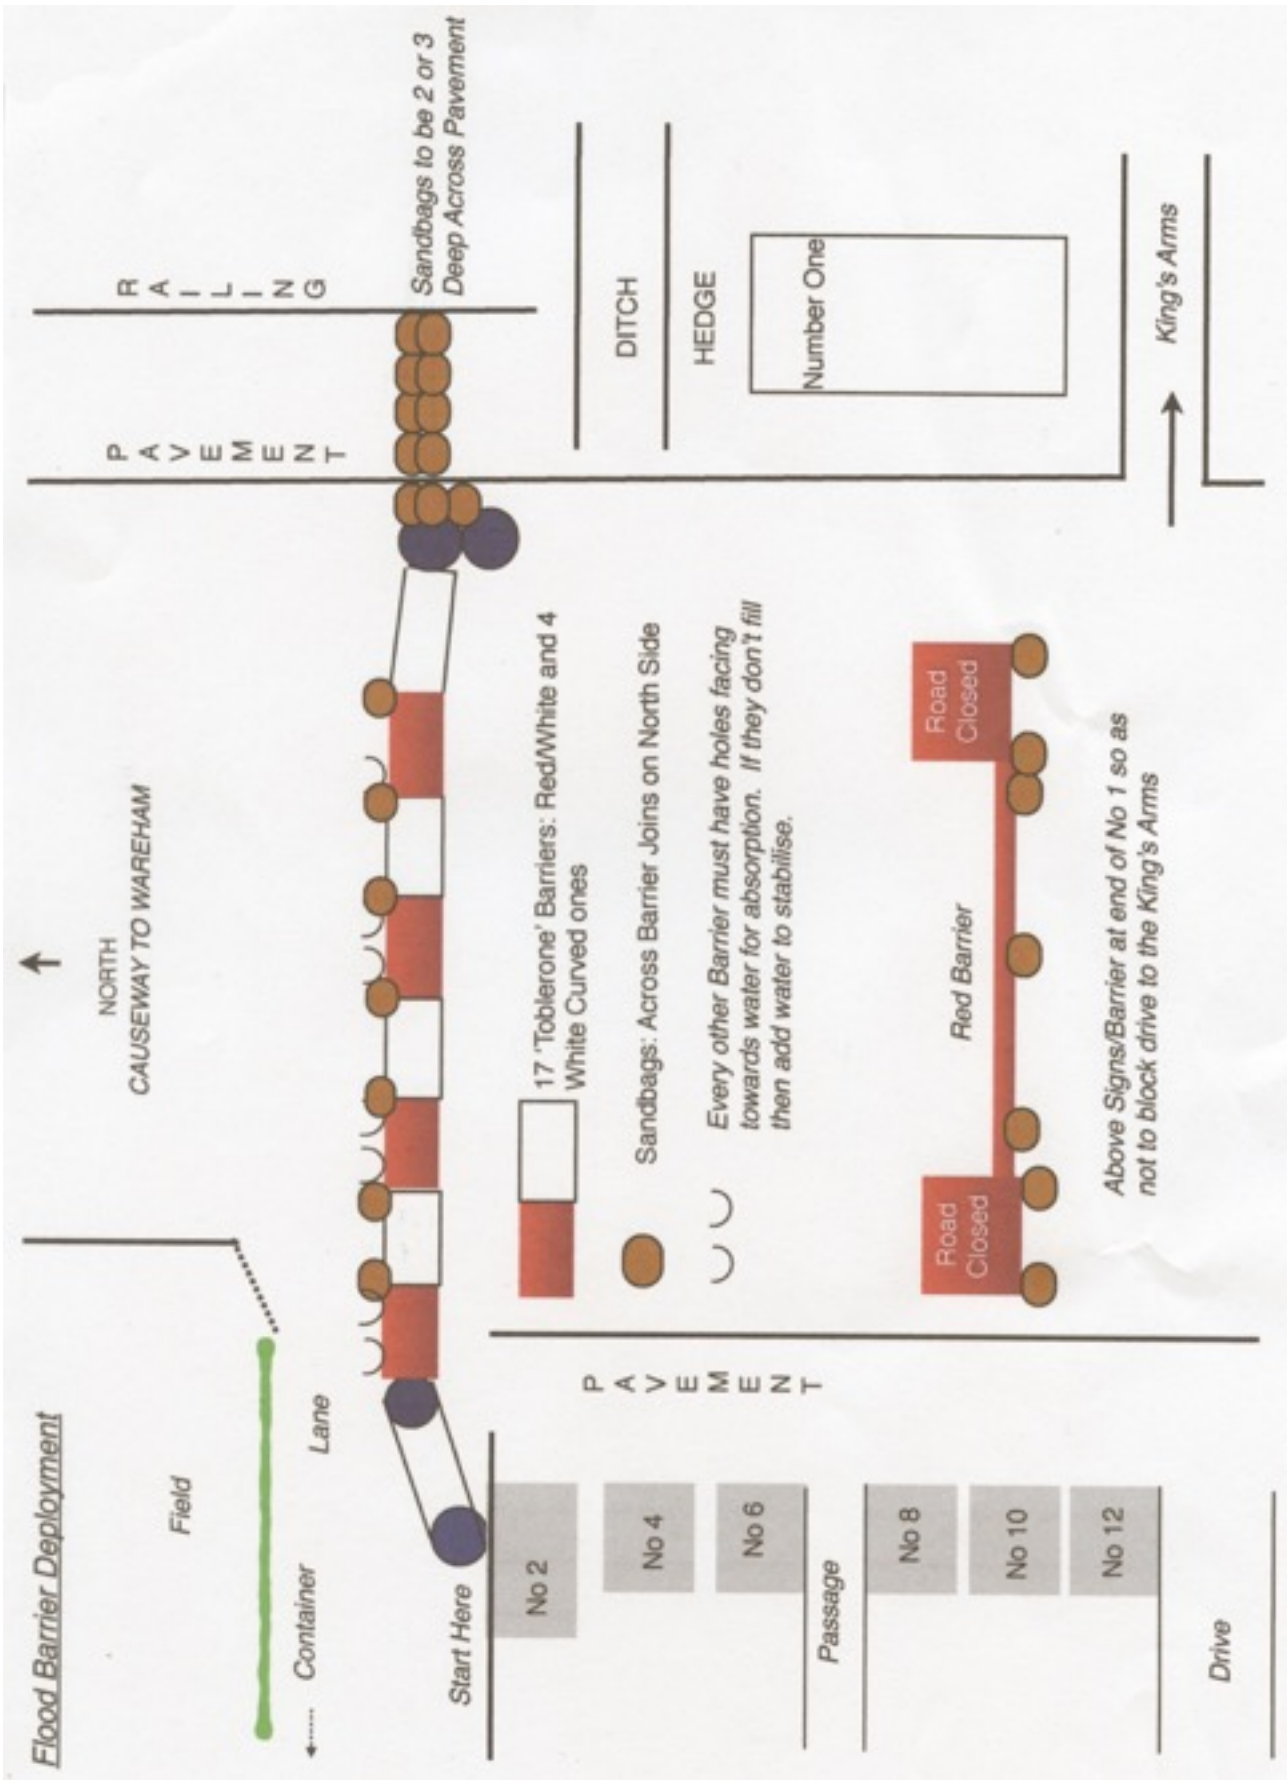 Flood Barrier Deployment
NORTH
CAUSEWAY TO WAREHAM
Field
Container
Lane
PAVEMENT
RAILING
Sandbags to be 2 or 3
Deep Across Pavement
Start Here
17 'Toblerone' Barriers: Red/White and 4
White Curved ones
Sandbags: Across Barrier Joins on North Side
Every other Barrier must have holes facing
towards water for absorption. If they don't fill
then add water to stabilise.
DITCH
HEDGE
Number One
No 2
No 4
No 6
Passage
No 8
No 10
No 12
Drive
PAVEMENT
Road
Closed
Red Barrier
Road
Closed
Above Signs/Barrier at end of No 1 so as
not to block drive to the King's Arms
King's Arms